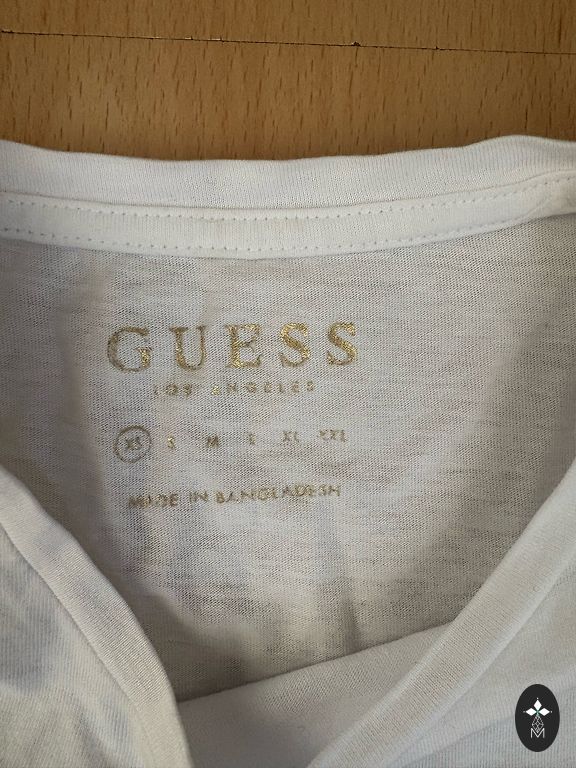 GUESS
LOS ANGELES
XS S M L XL XXL
MADE IN BANGLADESH
M